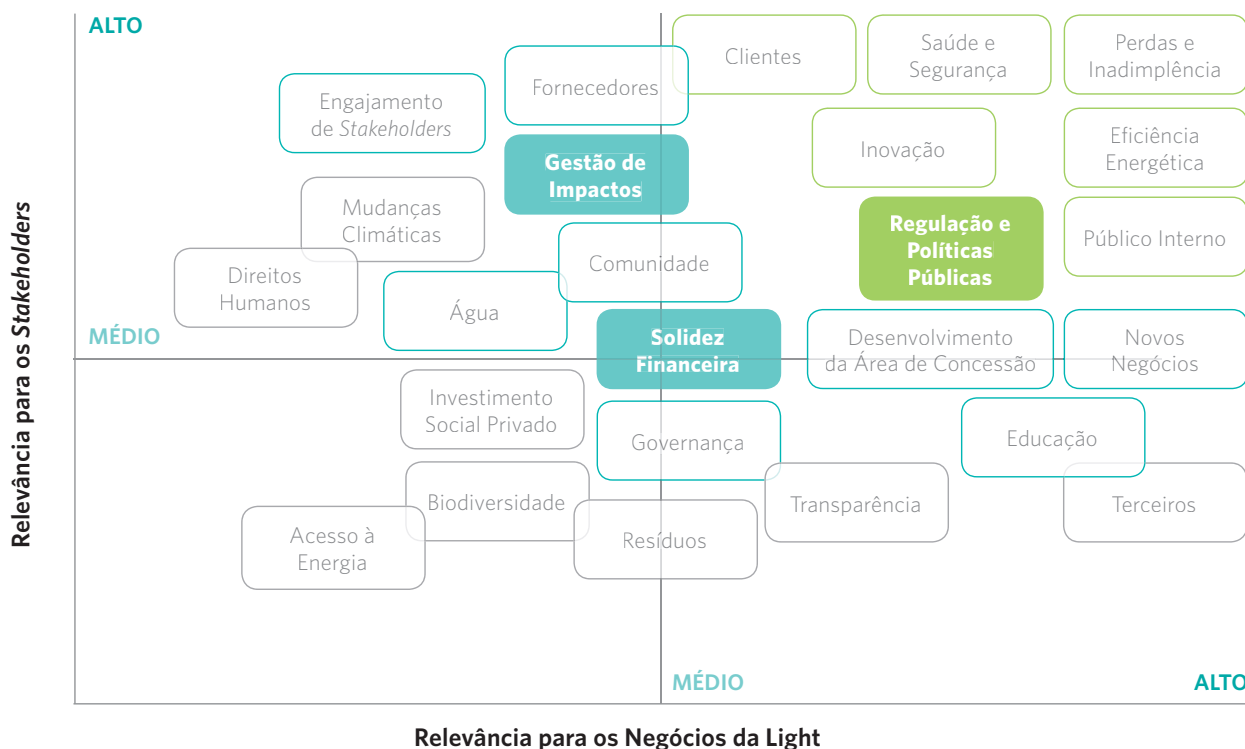 ALTO
Clientes
Saúde e
Segurança
Perdas e
Inadimplência
Fornecedores
Engajamento
de Stakeholders
Inovação
Eficiência
Energética
Gestão de
Impactos
Mudanças
Climáticas
Regulação e
Políticas
Públicas
Público Interno
Comunidade
Direitos
Humanos
Água
MÉDIO
Solidez
Financeira
Desenvolvimento
da Área de Concessão
Novos
Negócios
Investimento
Social Privado
Governança
Educação
Biodiversidade
Transparência
Terceiros
Acesso à
Energia
Resíduos
MÉDIO
ALTO
Relevância para os Stakeholders
Relevância para os Negócios da Light